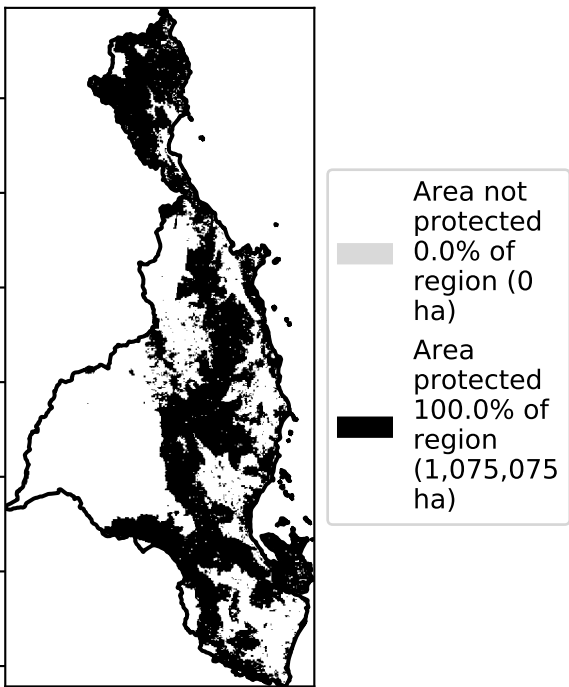 Area not
protected
0.0% of
region (0
ha)
Area
protected
100.0% of
region
(1,075,075
ha)